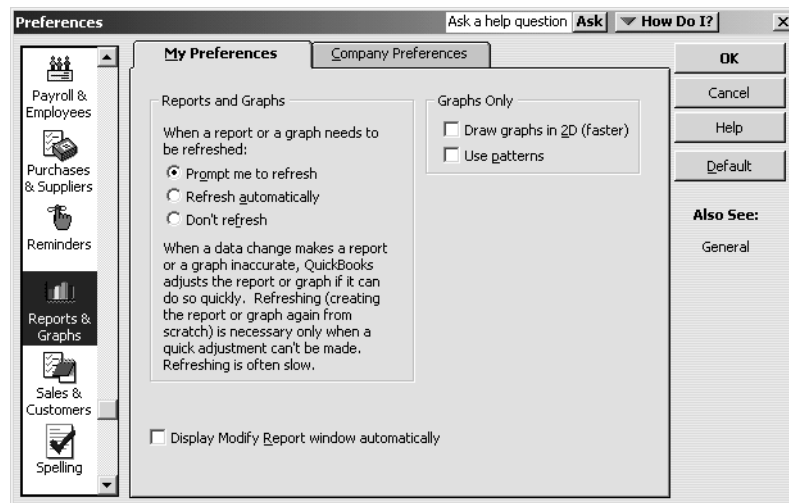 Preferences
Ask a help question Ask How Do I?
Payroll &
Employees
Purchases
& Suppliers
Reminders
Reports &
Graphs
Sales &
Customers
Spelling
My Preferences
Company Preferences
Reports and Graphs
When a report or a graph needs to
be refreshed:
Prompt me to refresh
Refresh automatically
Don't refresh
When a data change makes a report
or a graph inaccurate, QuickBooks
adjusts the report or graph if it can
do so quickly. Refreshing (creating
the report or graph again from
scratch) is necessary only when a
quick adjustment can't be made.
Refreshing is often slow.
Graphs Only
Draw graphs in 2D (faster)
Use patterns
Display Modify Report window automatically
OK
Cancel
Help
Default
Also See:
General